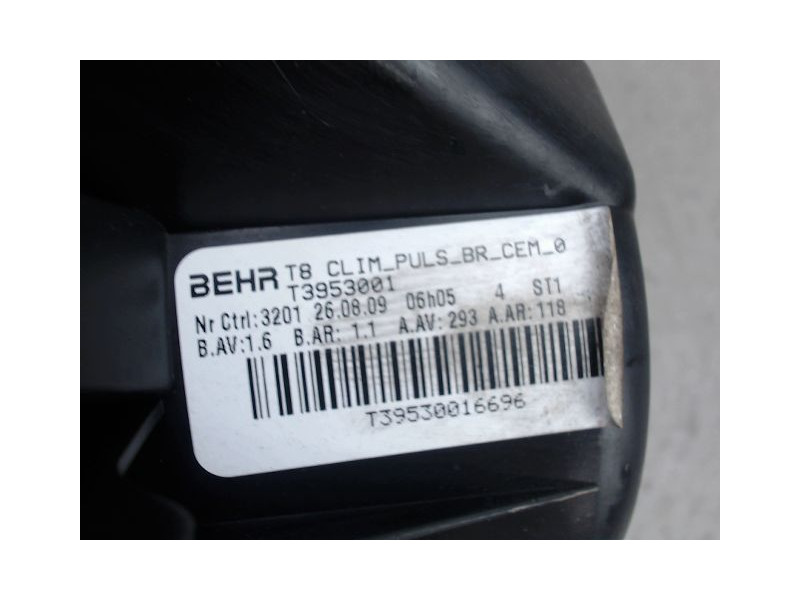 BEHR T8 CLIM_PULS_BR_CEM_0
T3953001
Nr Ctrl:3201 26.08.09 06h05 4 ST1
B.AV:1.6 B.AR: 1.1 A.AV: 293 A.AR: 118
T39530016696